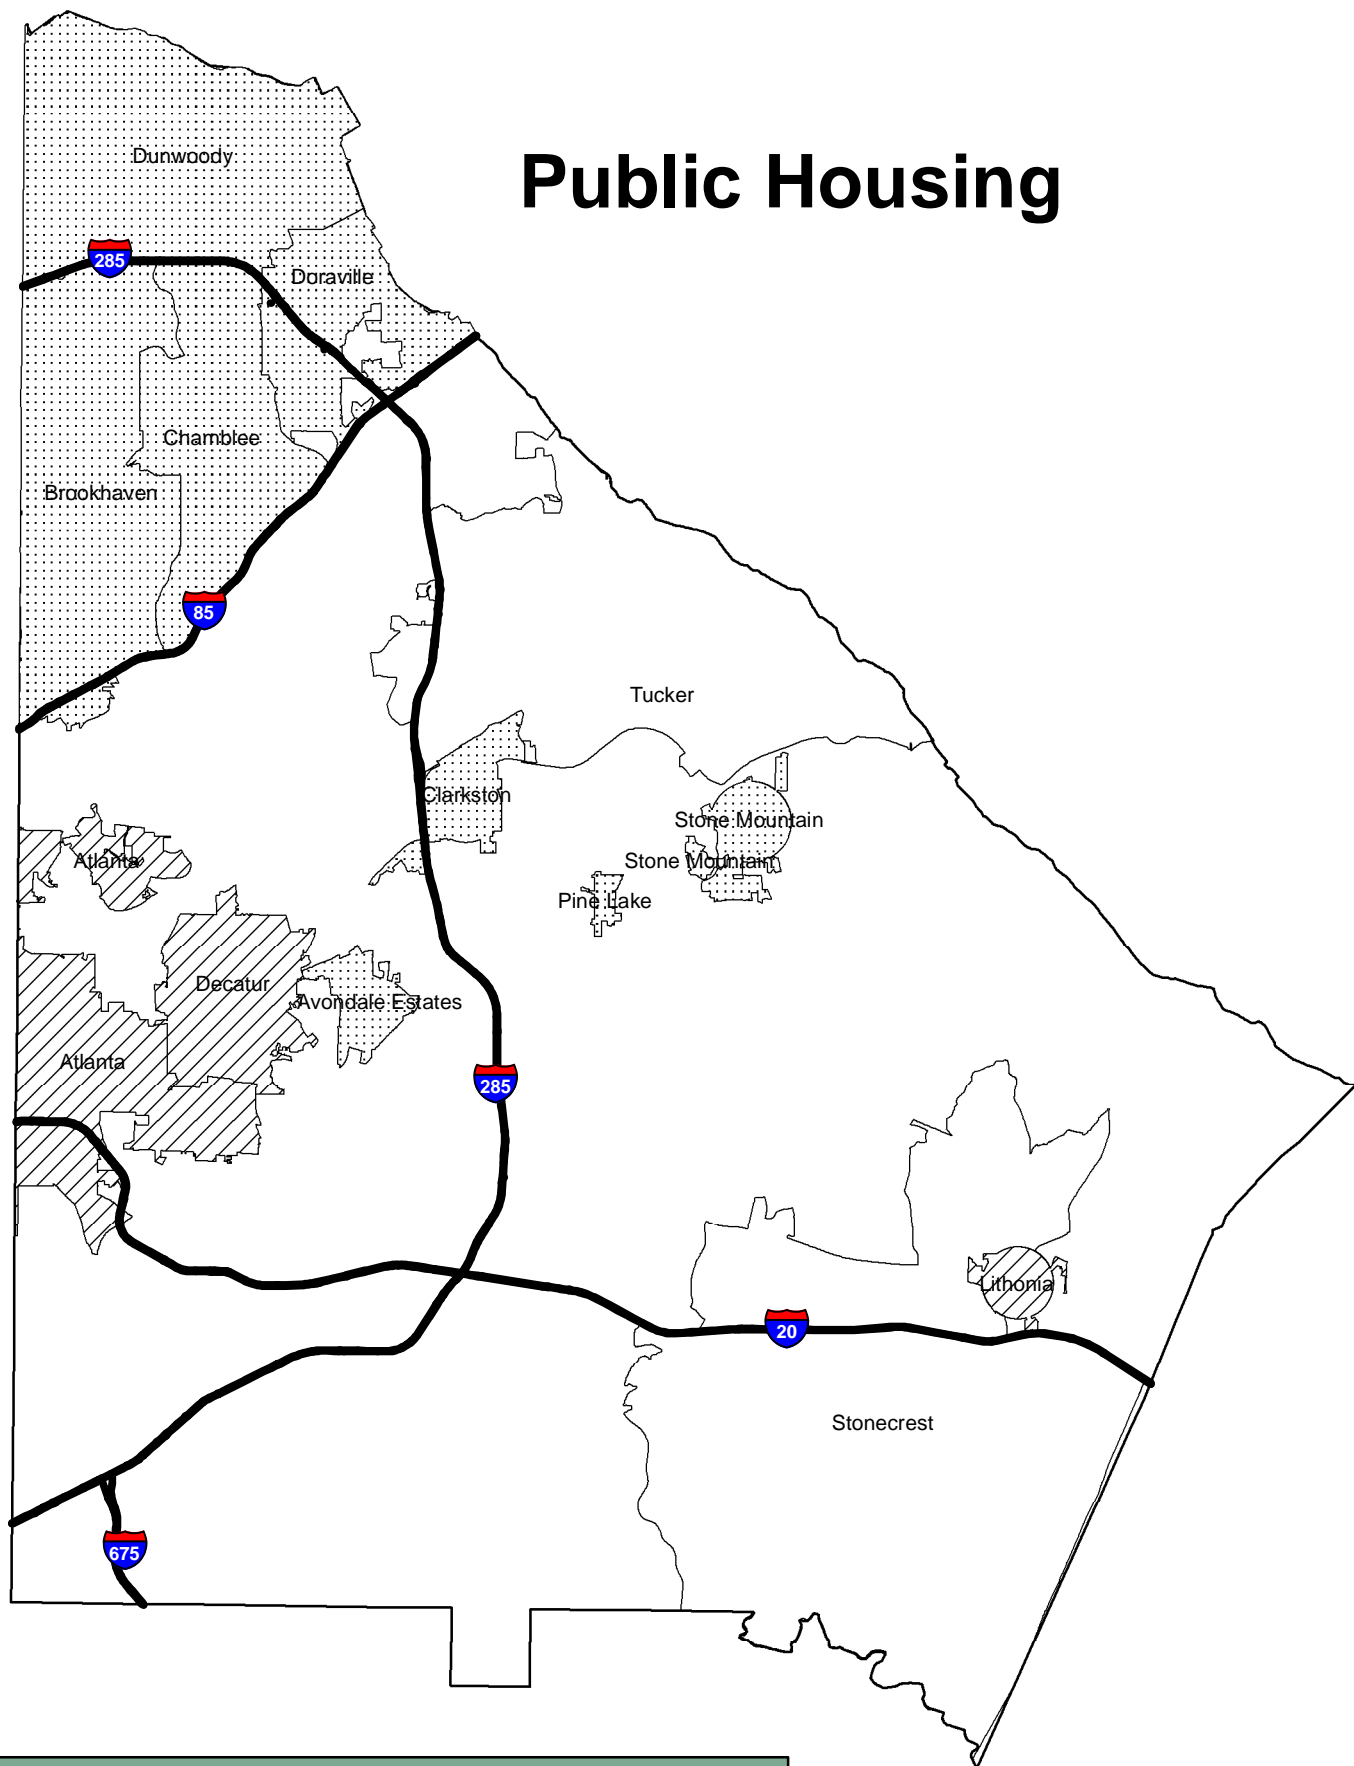 Dunwoody
Public Housing
285
Doraville
Chamblee
Brookhaven
85
Tucker
Clarkston
Stone Mountain
Atlanta
Stone Mountain
Pine Lake
Decatur
Avondale Estates
Atlanta
285
Lithonia
20
Stonecrest
675